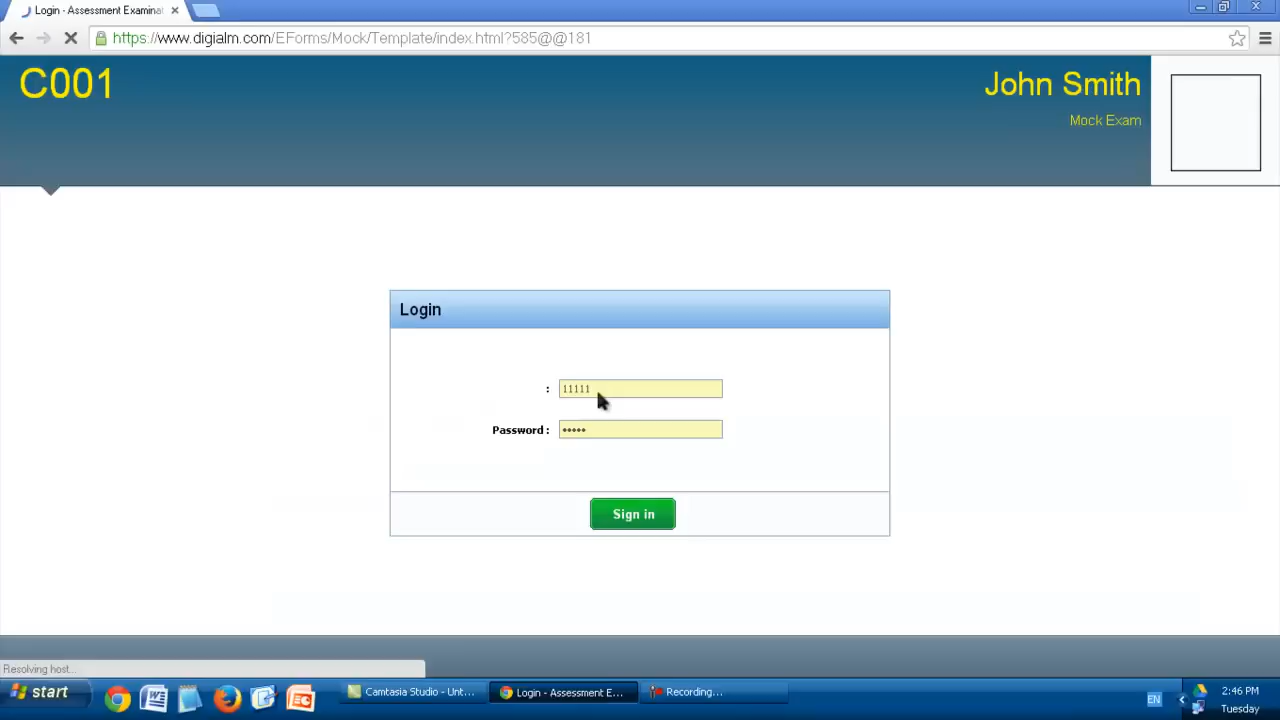 Login - Assessment Examinat
https://www.digialm.com/EForms/Mock/Template/index.html?585@@181
C001
John Smith
Mock Exam
Login
: 11111
Password : •••••
Sign in
Resolving host...
start
Camtasia Studio - Unt...
Login - Assessment E...
Recording...
EN
2:46 PM
Tuesday